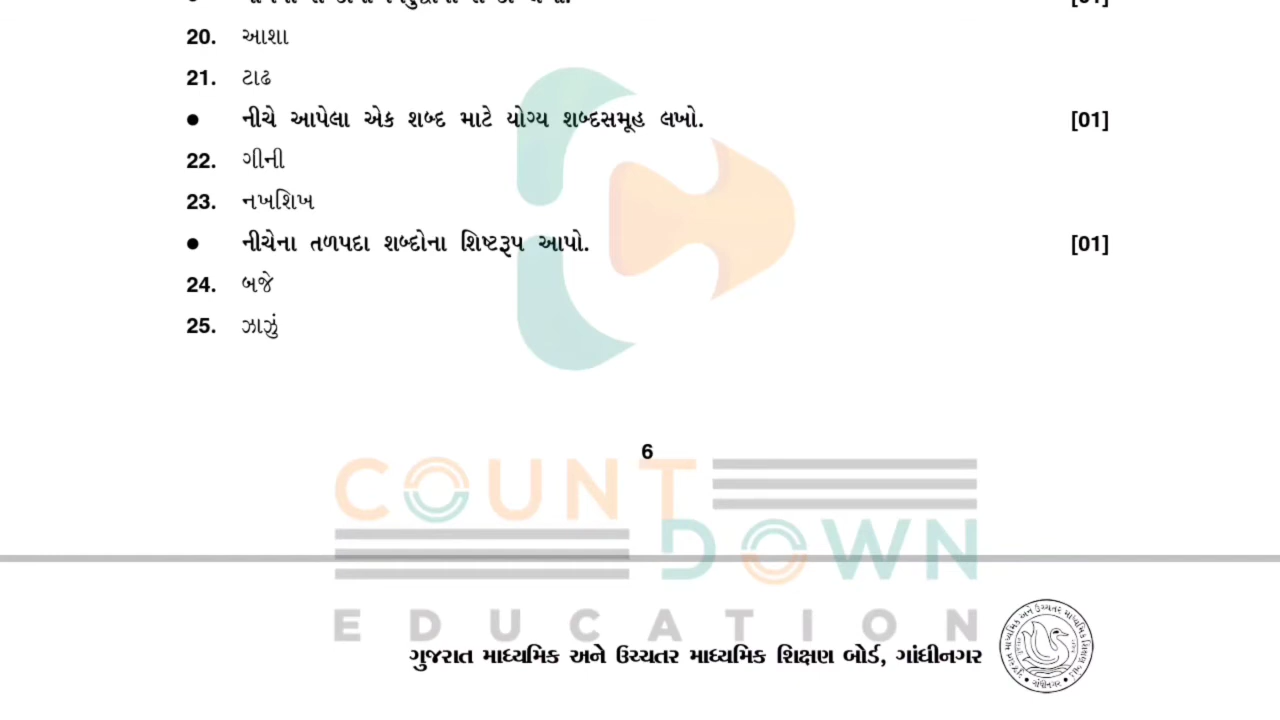 [01]
20. આશા
21. ટાઢ
● નીચે આપેલા એક શબ્દ માટે યોગ્ય શબ્દસમૂહ લખો. [01]
22. ગીની
23. નખશિખ
● નીચેના તળપદા શબ્દોના શિષ્ટરૂપ આપો. [01]
24. બજે
25. ઝાઝું
6
COUNT
DOWN
EDUCATION
ગુજરાત માધ્યમિક અને ઉચ્ચતર માધ્યમિક શિક્ષણ બોર્ડ, ગાંધીનગર